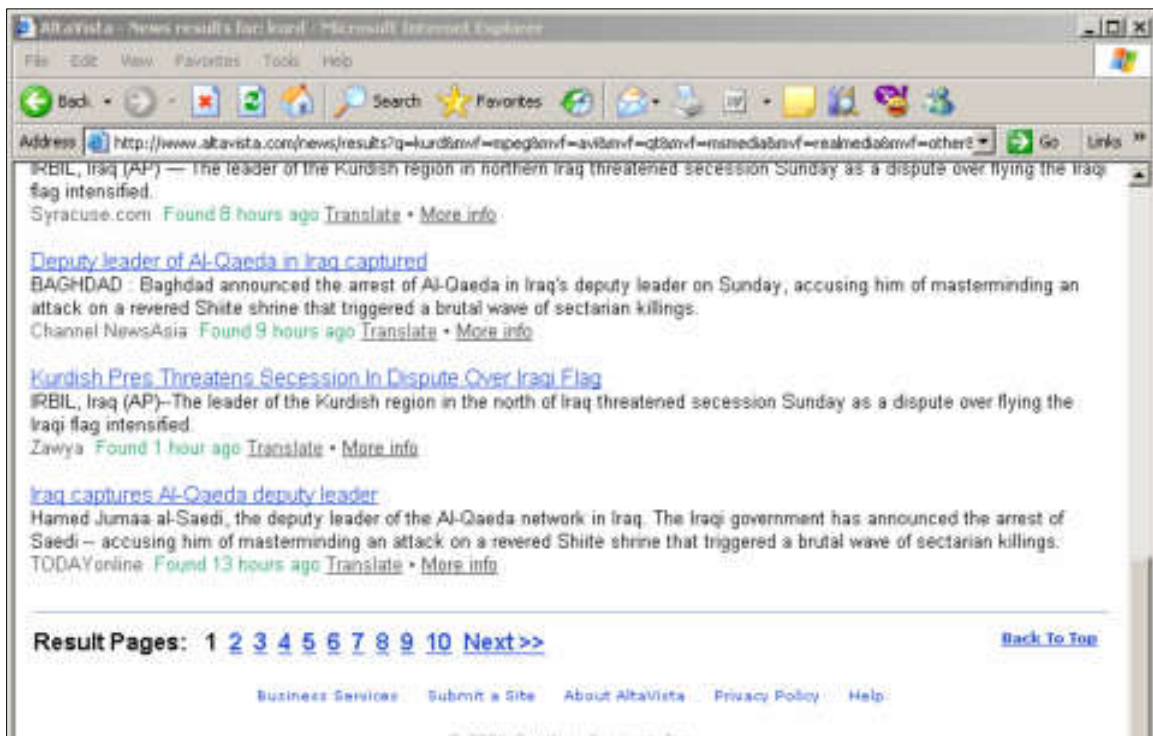 AltaVista - News results for: kurd - Microsoft Internet Explorer
File Edit View Favorites Tools Help
Back Search Favorites
Address http://www.altavista.com/news/results?q=kurd&mvf=mpeg&mvf=avi&mvf=qt&mvf=msmedia&mvf=realmedia&mvf=other& Go Links »
IRBIL, Iraq (AP) — The leader of the Kurdish region in northern Iraq threatened secession Sunday as a dispute over flying the Iraqi
flag intensified.
Syracuse.com Found 8 hours ago Translate • More info
Deputy leader of Al-Qaeda in Iraq captured
BAGHDAD : Baghdad announced the arrest of Al-Qaeda in Iraq's deputy leader on Sunday, accusing him of masterminding an
attack on a revered Shiite shrine that triggered a brutal wave of sectarian killings.
Channel NewsAsia Found 9 hours ago Translate • More info
Kurdish Pres Threatens Secession In Dispute Over Iraqi Flag
IRBIL, Iraq (AP)--The leader of the Kurdish region in the north of Iraq threatened secession Sunday as a dispute over flying the
Iraqi flag intensified.
Zawya Found 1 hour ago Translate • More info
Iraq captures Al-Qaeda deputy leader
Hamed Jumaa al-Saedi, the deputy leader of the Al-Qaeda network in Iraq. The Iraqi government has announced the arrest of
Saedi -- accusing him of masterminding an attack on a revered Shiite shrine that triggered a brutal wave of sectarian killings.
TODAYonline Found 13 hours ago Translate • More info
Result Pages: 1 2 3 4 5 6 7 8 9 10 Next >> Back To Top
Business Services Submit a Site About AltaVista Privacy Policy Help